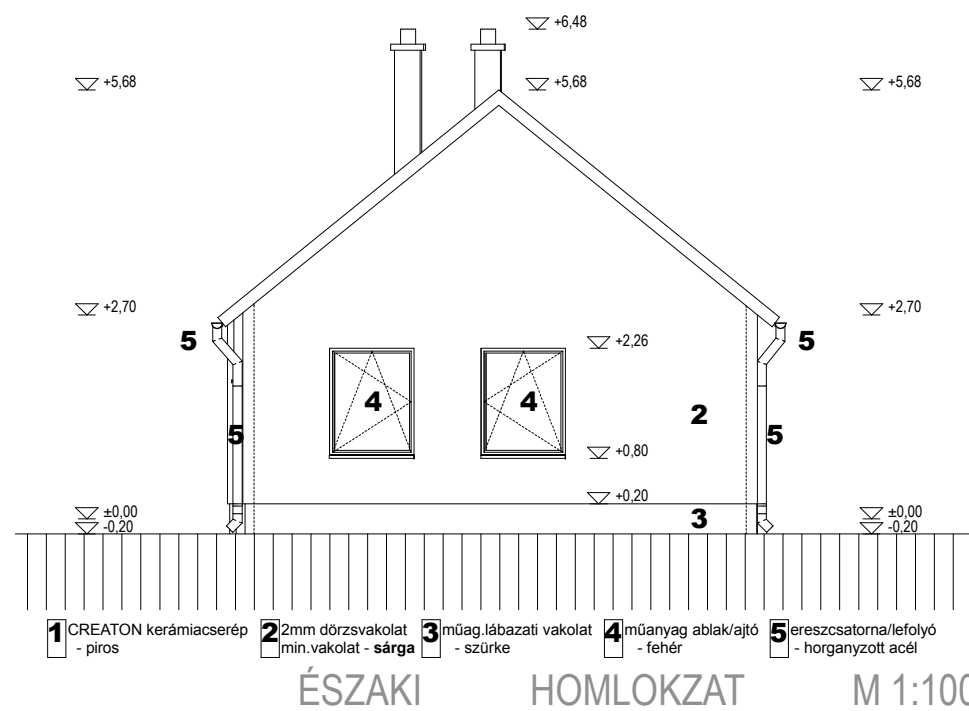 +6,48
+5,68
+5,68
+5,68
+2,70
+2,70
5
5
+2,26
4
4
2
5
5
+0,80
+0,20
±0,00
-0,20
3
±0,00
-0,20
1 CREATON kerámiacserép
- piros
2 2mm dörzsvakolat
min.vakolat - sárga
3 műag.lábazati vakolat
- szürke
4 műanyag ablak/ajtó
- fehér
5 ereszcsatorna/lefolyó
- horganyzott acél
ÉSZAKI HOMLOKZAT M 1:100